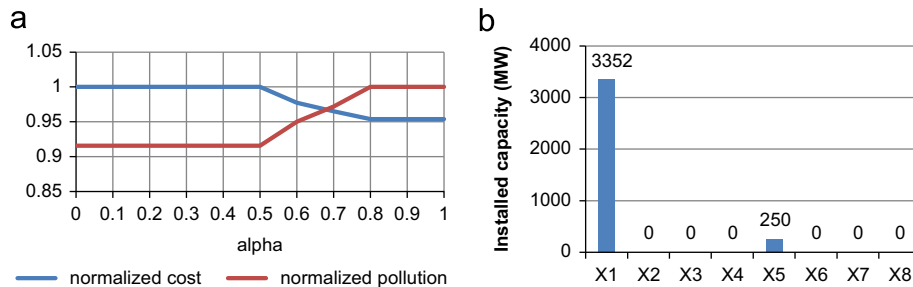 a
1.05
1
0.95
0.9
0.85
0 0.1 0.2 0.3 0.4 0.5 0.6 0.7 0.8 0.9 1
alpha
normalized cost normalized pollution
b
Installed capacity (MW)
4000
3000
2000
1000
0
3352 0 0 0 250 0 0 0
X1 X2 X3 X4 X5 X6 X7 X8